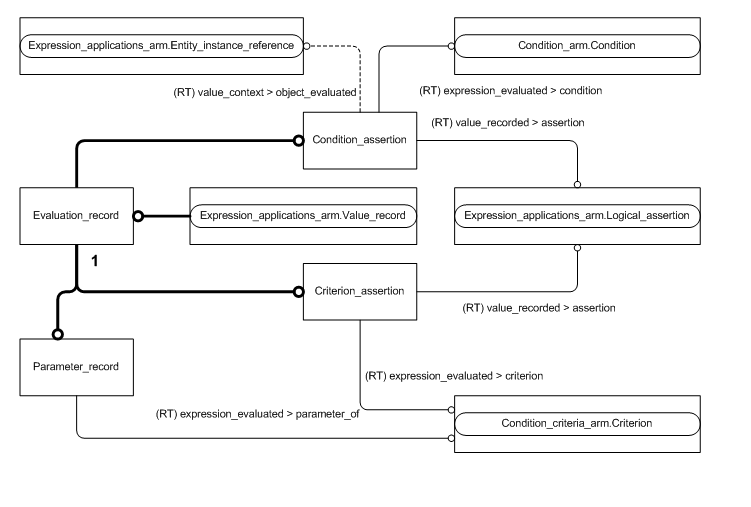 Expression_applications_arm.Entity_instance_reference
Condition_arm.Condition
(RT) value_context > object_evaluated
(RT) expression_evaluated > condition
(RT) value_recorded > assertion
Condition_assertion
Evaluation_record
Expression_applications_arm.Value_record
Expression_applications_arm.Logical_assertion
1
Criterion_assertion
(RT) value_recorded > assertion
Parameter_record
(RT) expression_evaluated > criterion
(RT) expression_evaluated > parameter_of
Condition_criteria_arm.Criterion